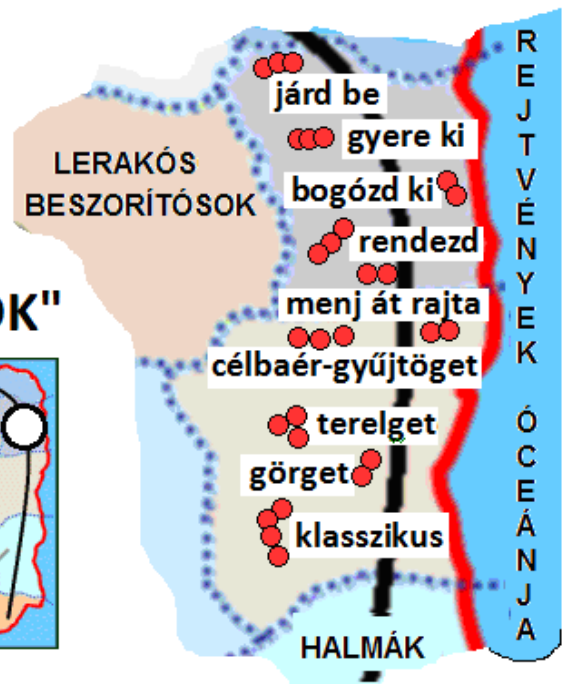 járd be
gyere ki
LERAKÓS
BESZORÍTÓSOK
bogózd ki
rendezd
OK"
menj át rajta
célbaér-gyűjtöget
terelget
görget
klasszikus
HALMÁK
REJTVÉNYEK ÓCEÁNJA